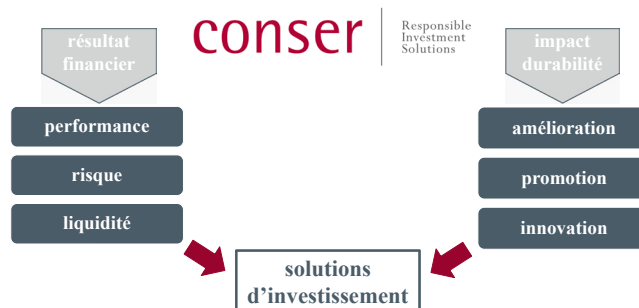 résultat
financier
conser
Responsible
Investment
Solutions
impact
durabilité
performance
risque
liquidité
amélioration
promotion
innovation
solutions
d’investissement